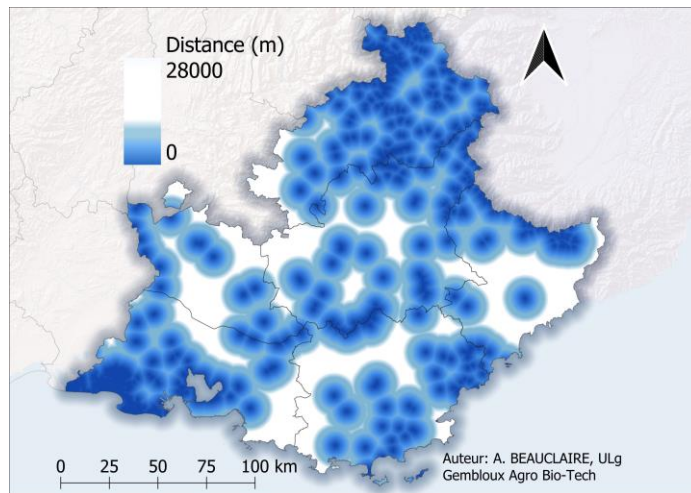 Distance (m)
28000
0
0 25 50 75 100 km
Auteur: A. BEAUCLAIRE, ULg
Gembloux Agro Bio-Tech